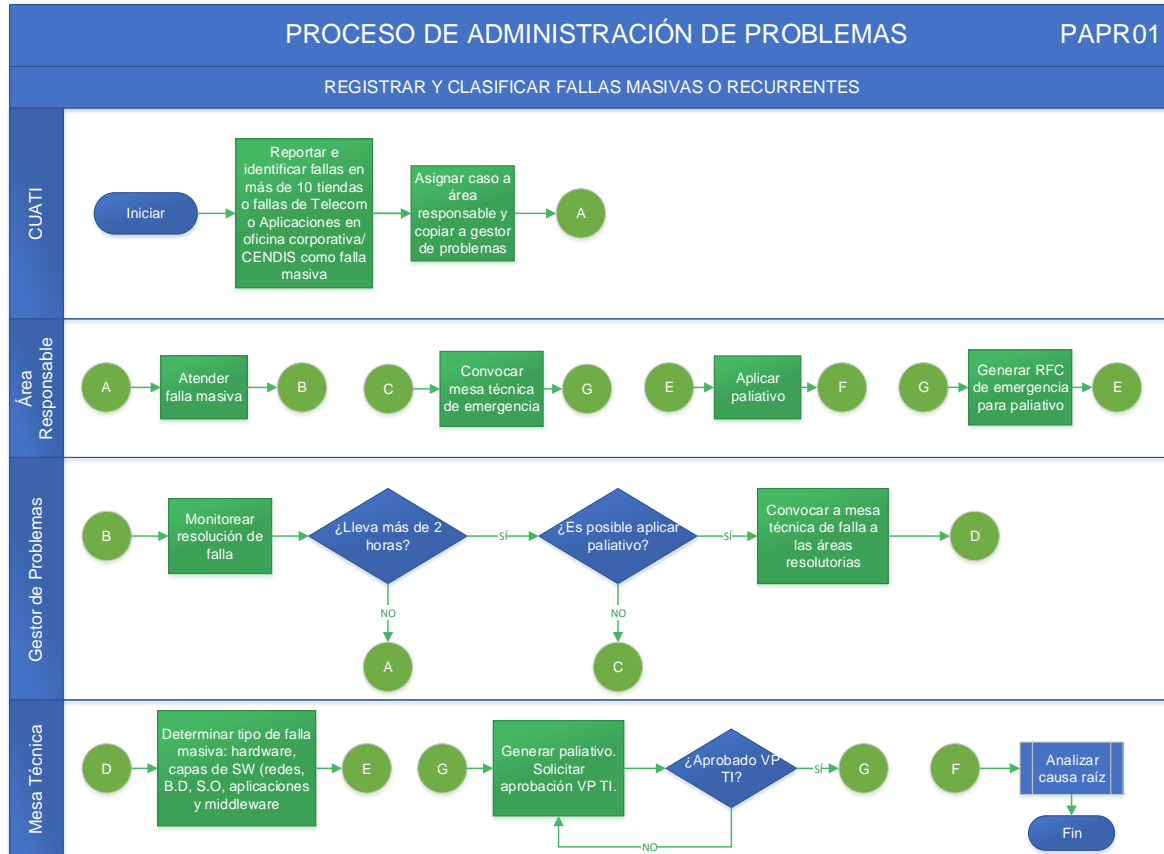 PROCESO DE ADMINISTRACIÓN DE PROBLEMAS
PAPR01
REGISTRAR Y CLASIFICAR FALLAS MASIVAS O RECURRENTES
CUATI
Iniciar
Reportar e
identificar fallas en
más de 10 tiendas
o fallas de Telecom
o Aplicaciones en
oficina corporativa/
CENDIS como falla
masiva
Asignar caso a
área
responsable y
copiar a gestor
de problemas
A
Área
Responsable
A
Atender
falla masiva
B
C
Convocar
mesa técnica
de emergencia
G
E
Aplicar
paliativo
F
G
Generar RFC
de emergencia
para paliativo
E
Gestor de Problemas
B
Monitorear
resolución de
falla
¿Lleva más de 2
horas?
SÍ
NO
A
¿Es posible aplicar
paliativo?
SÍ
NO
C
Convocar a mesa
técnica de falla a
las áreas
resolutorias
D
Mesa Técnica
D
Determinar tipo de falla
masiva: hardware,
capas de SW (redes,
B.D, S.O, aplicaciones
y middleware
E
G
Generar paliativo.
Solicitar
aprobación VP TI.
¿Aprobado VP
TI?
SÍ
NO
G
F
Analizar
causa raíz
Fin